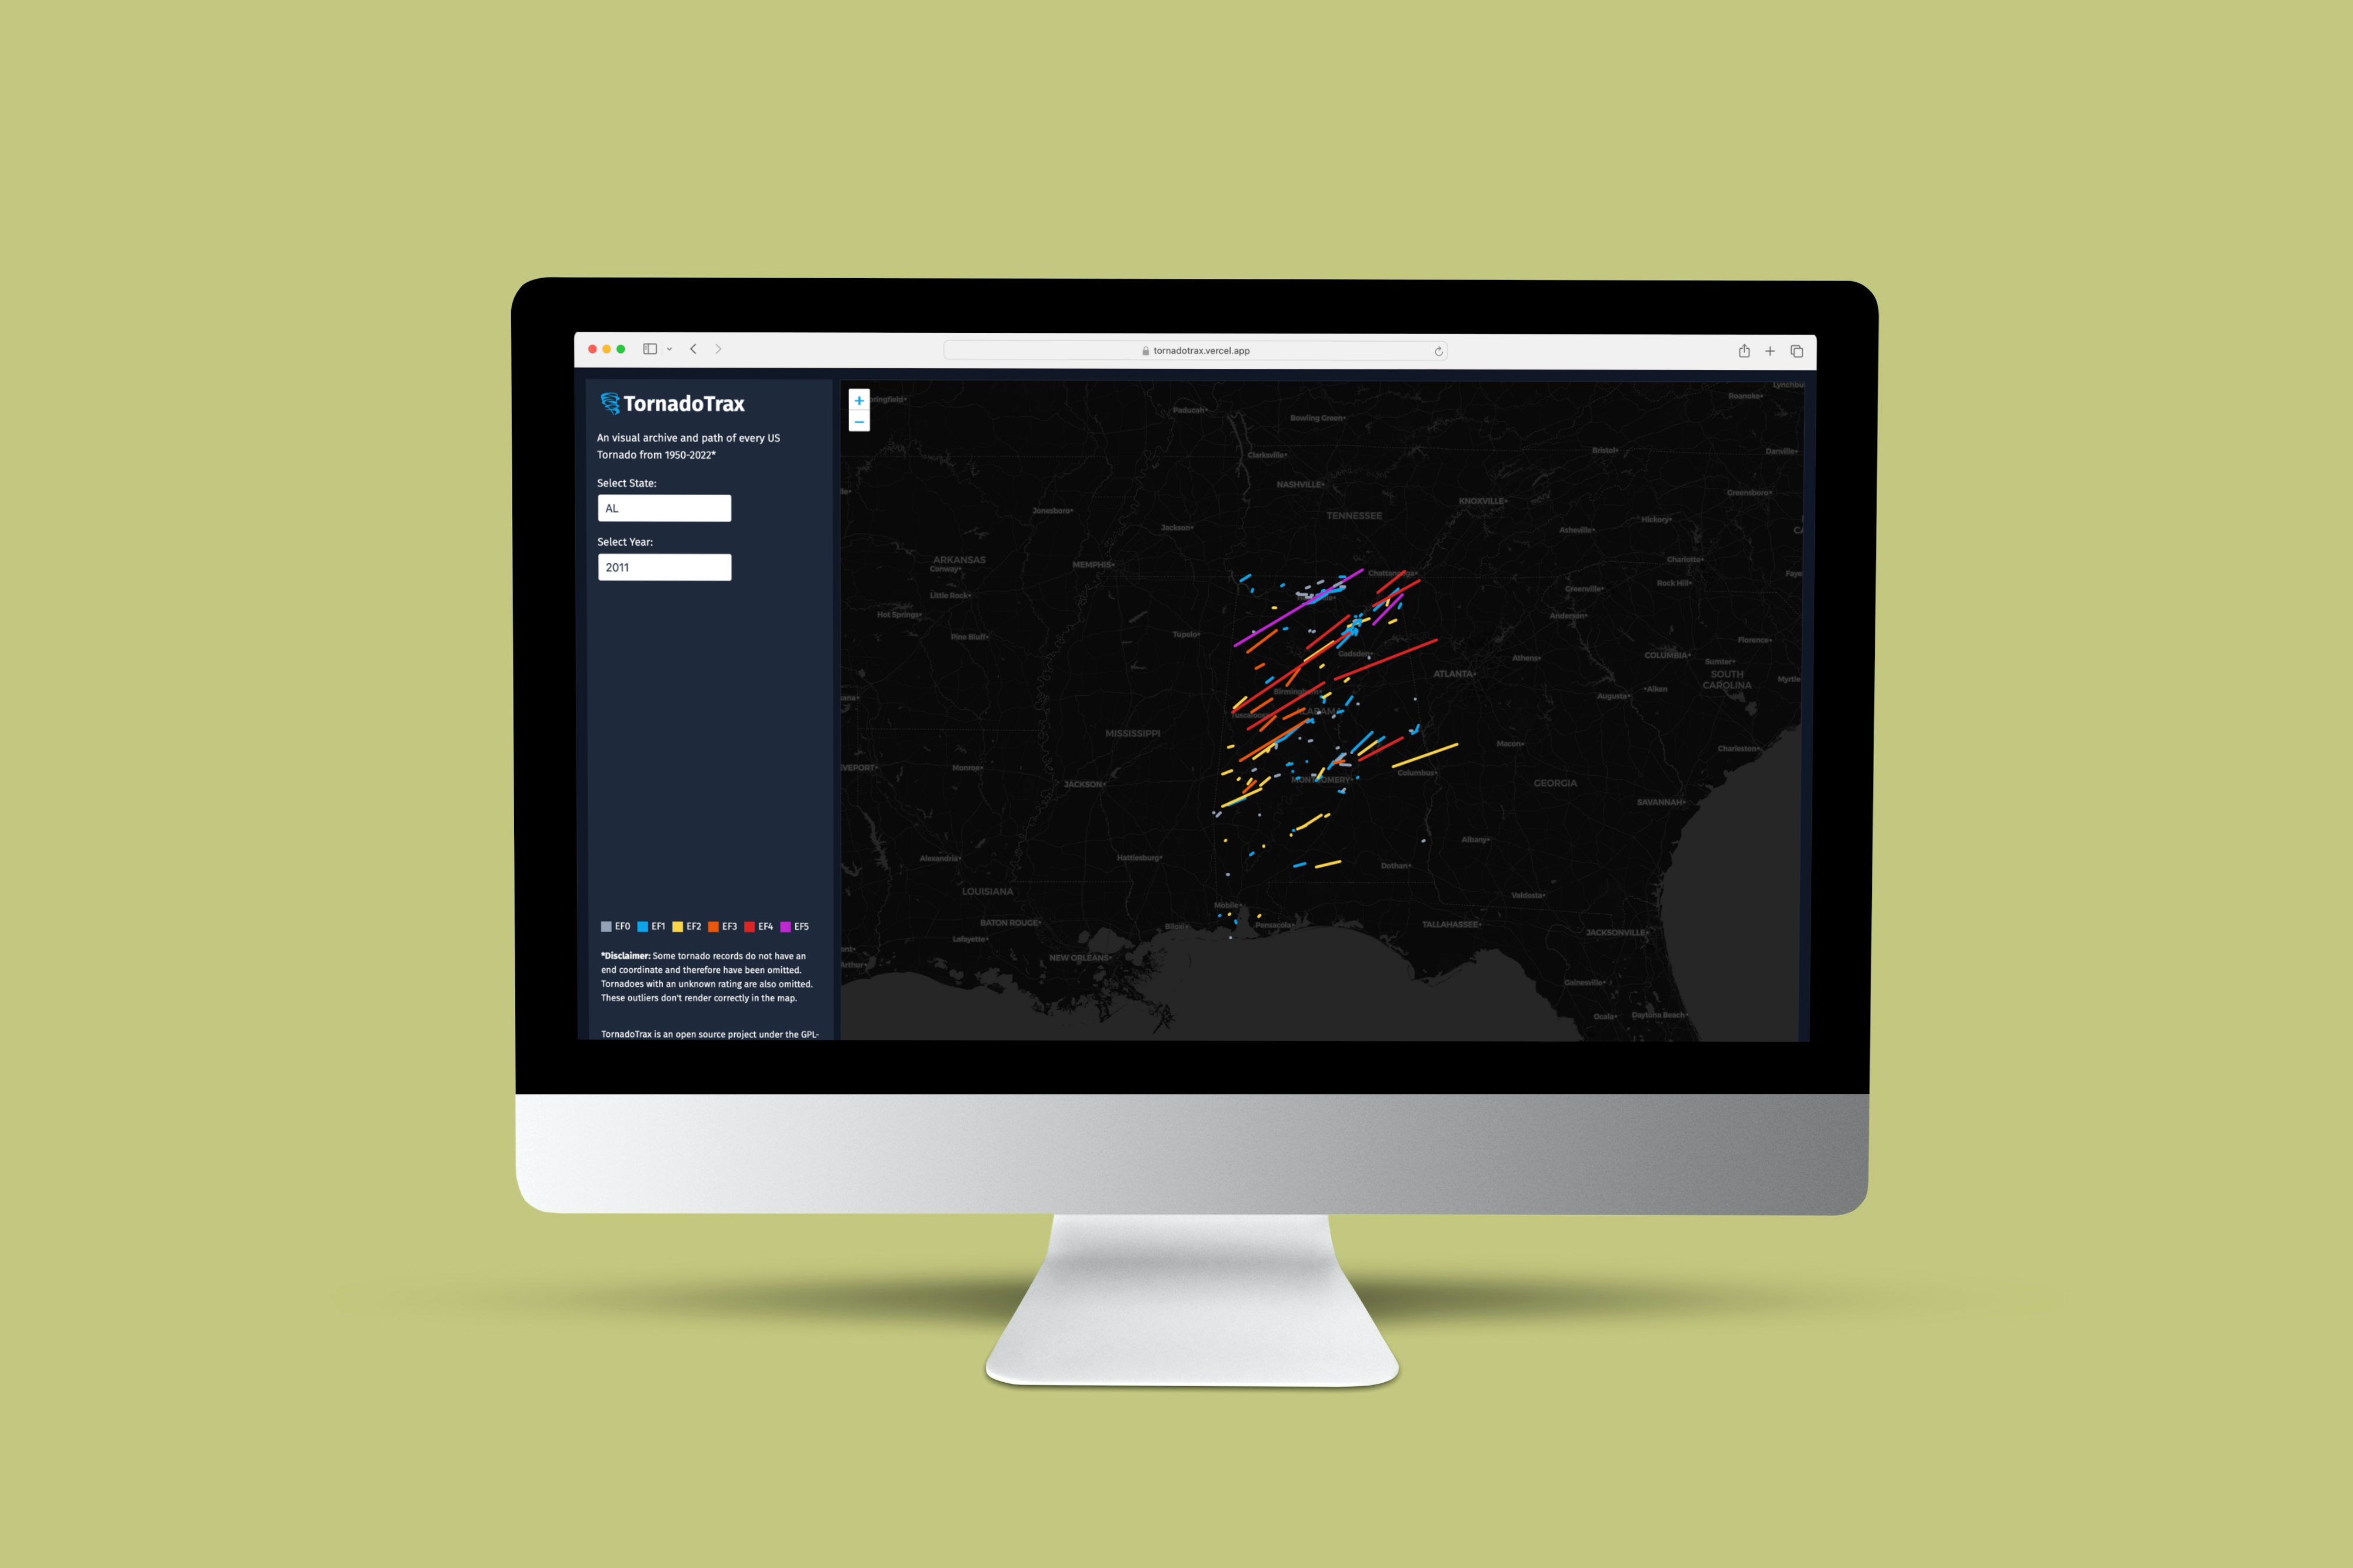 tornadotrax.vercel.app
TornadoTrax
An visual archive and path of every US
Tornado from 1950-2022*
Select State:
AL
Select Year:
2011
EF0 EF1 EF2 EF3 EF4 EF5
*Disclaimer: Some tornado records do not have an
end coordinate and therefore have been omitted.
Tornadoes with an unknown rating are also omitted.
These outliers don't render correctly in the map.
TornadoTrax is an open source project under the GPL-
+
−
Roanoke
Paducah
Bowling Green
Bristol
Danville
Clarksville
NASHVILLE
Greensboro
KNOXVILLE
Jonesboro
TENNESSEE
Hickory
Jackson
Asheville
ARKANSAS
Charlotte
Conway
MEMPHIS
Rock Hill
Greenville
Little Rock
Hot Springs
Anderson
Pine Bluff
Tupelo
Florence
Gadsden
Athens
COLUMBIA
Sumter
ATLANTA
SOUTH
CAROLINA
Aiken
Augusta
MISSISSIPPI
Macon
Charleston
Monroe
Columbus
JACKSON
MONTGOMERY
GEORGIA
SAVANNAH
Albany
Alexandria
Hattiesburg
Dothan
LOUISIANA
Valdosta
Mobile
BATON ROUGE
Biloxi
Pensacola
TALLAHASSEE
JACKSONVILLE
Lafayette
NEW ORLEANS
Gainesville
Ocala
Daytona Beach